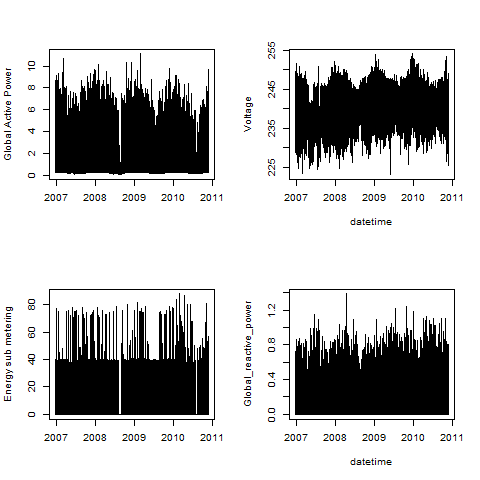 Global Active Power
0 2 4 6 8 10
2007 2008 2009 2010 2011
Voltage
225 235 245 255
2007 2008 2009 2010 2011
datetime
Energy sub metering
0 20 40 60 80
2007 2008 2009 2010 2011
Global_reactive_power
0.0 0.4 0.8 1.2
2007 2008 2009 2010 2011
datetime